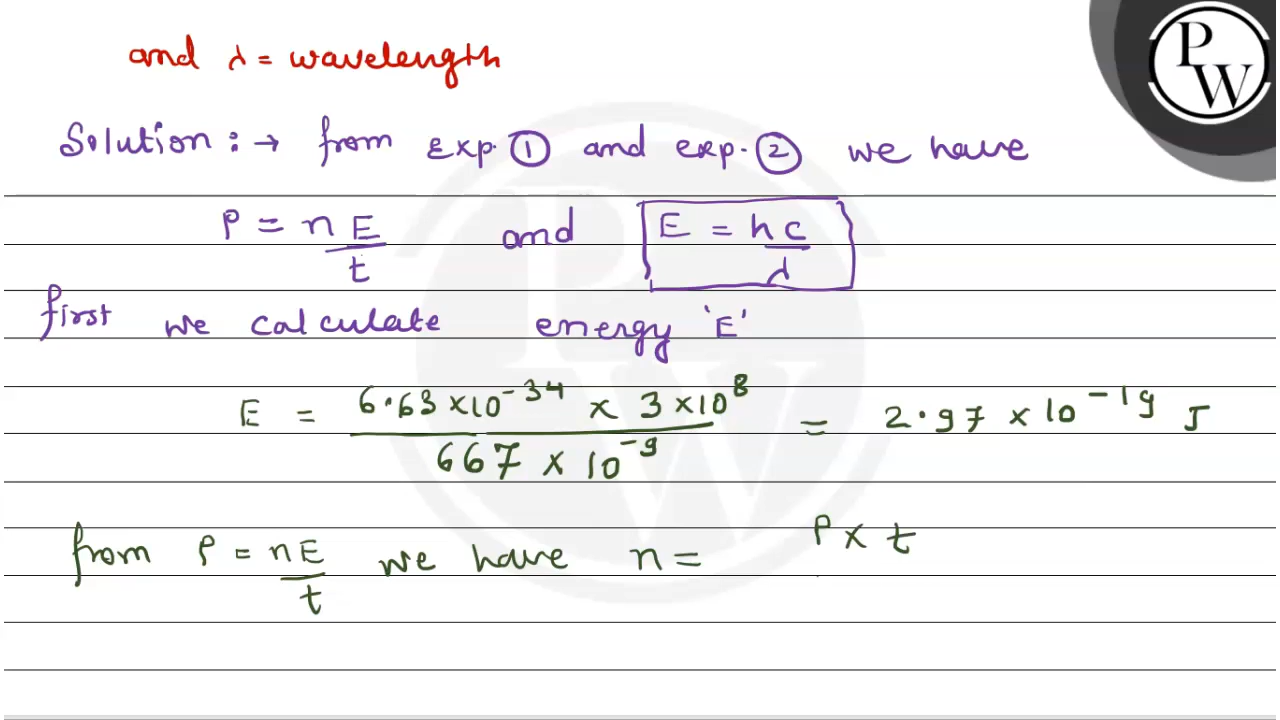 and λ = wavelength
PW
Solution :→ from Exp. ① and exp. ② we have
P = nE/t and E = hc/λ
first we calculate energy 'E'
E = 6.63 ×10⁻³⁴ × 3 ×10⁸ / 667 × 10⁻⁹ = 2.97 × 10⁻¹⁹ J
from P = nE/t we have n = P × t